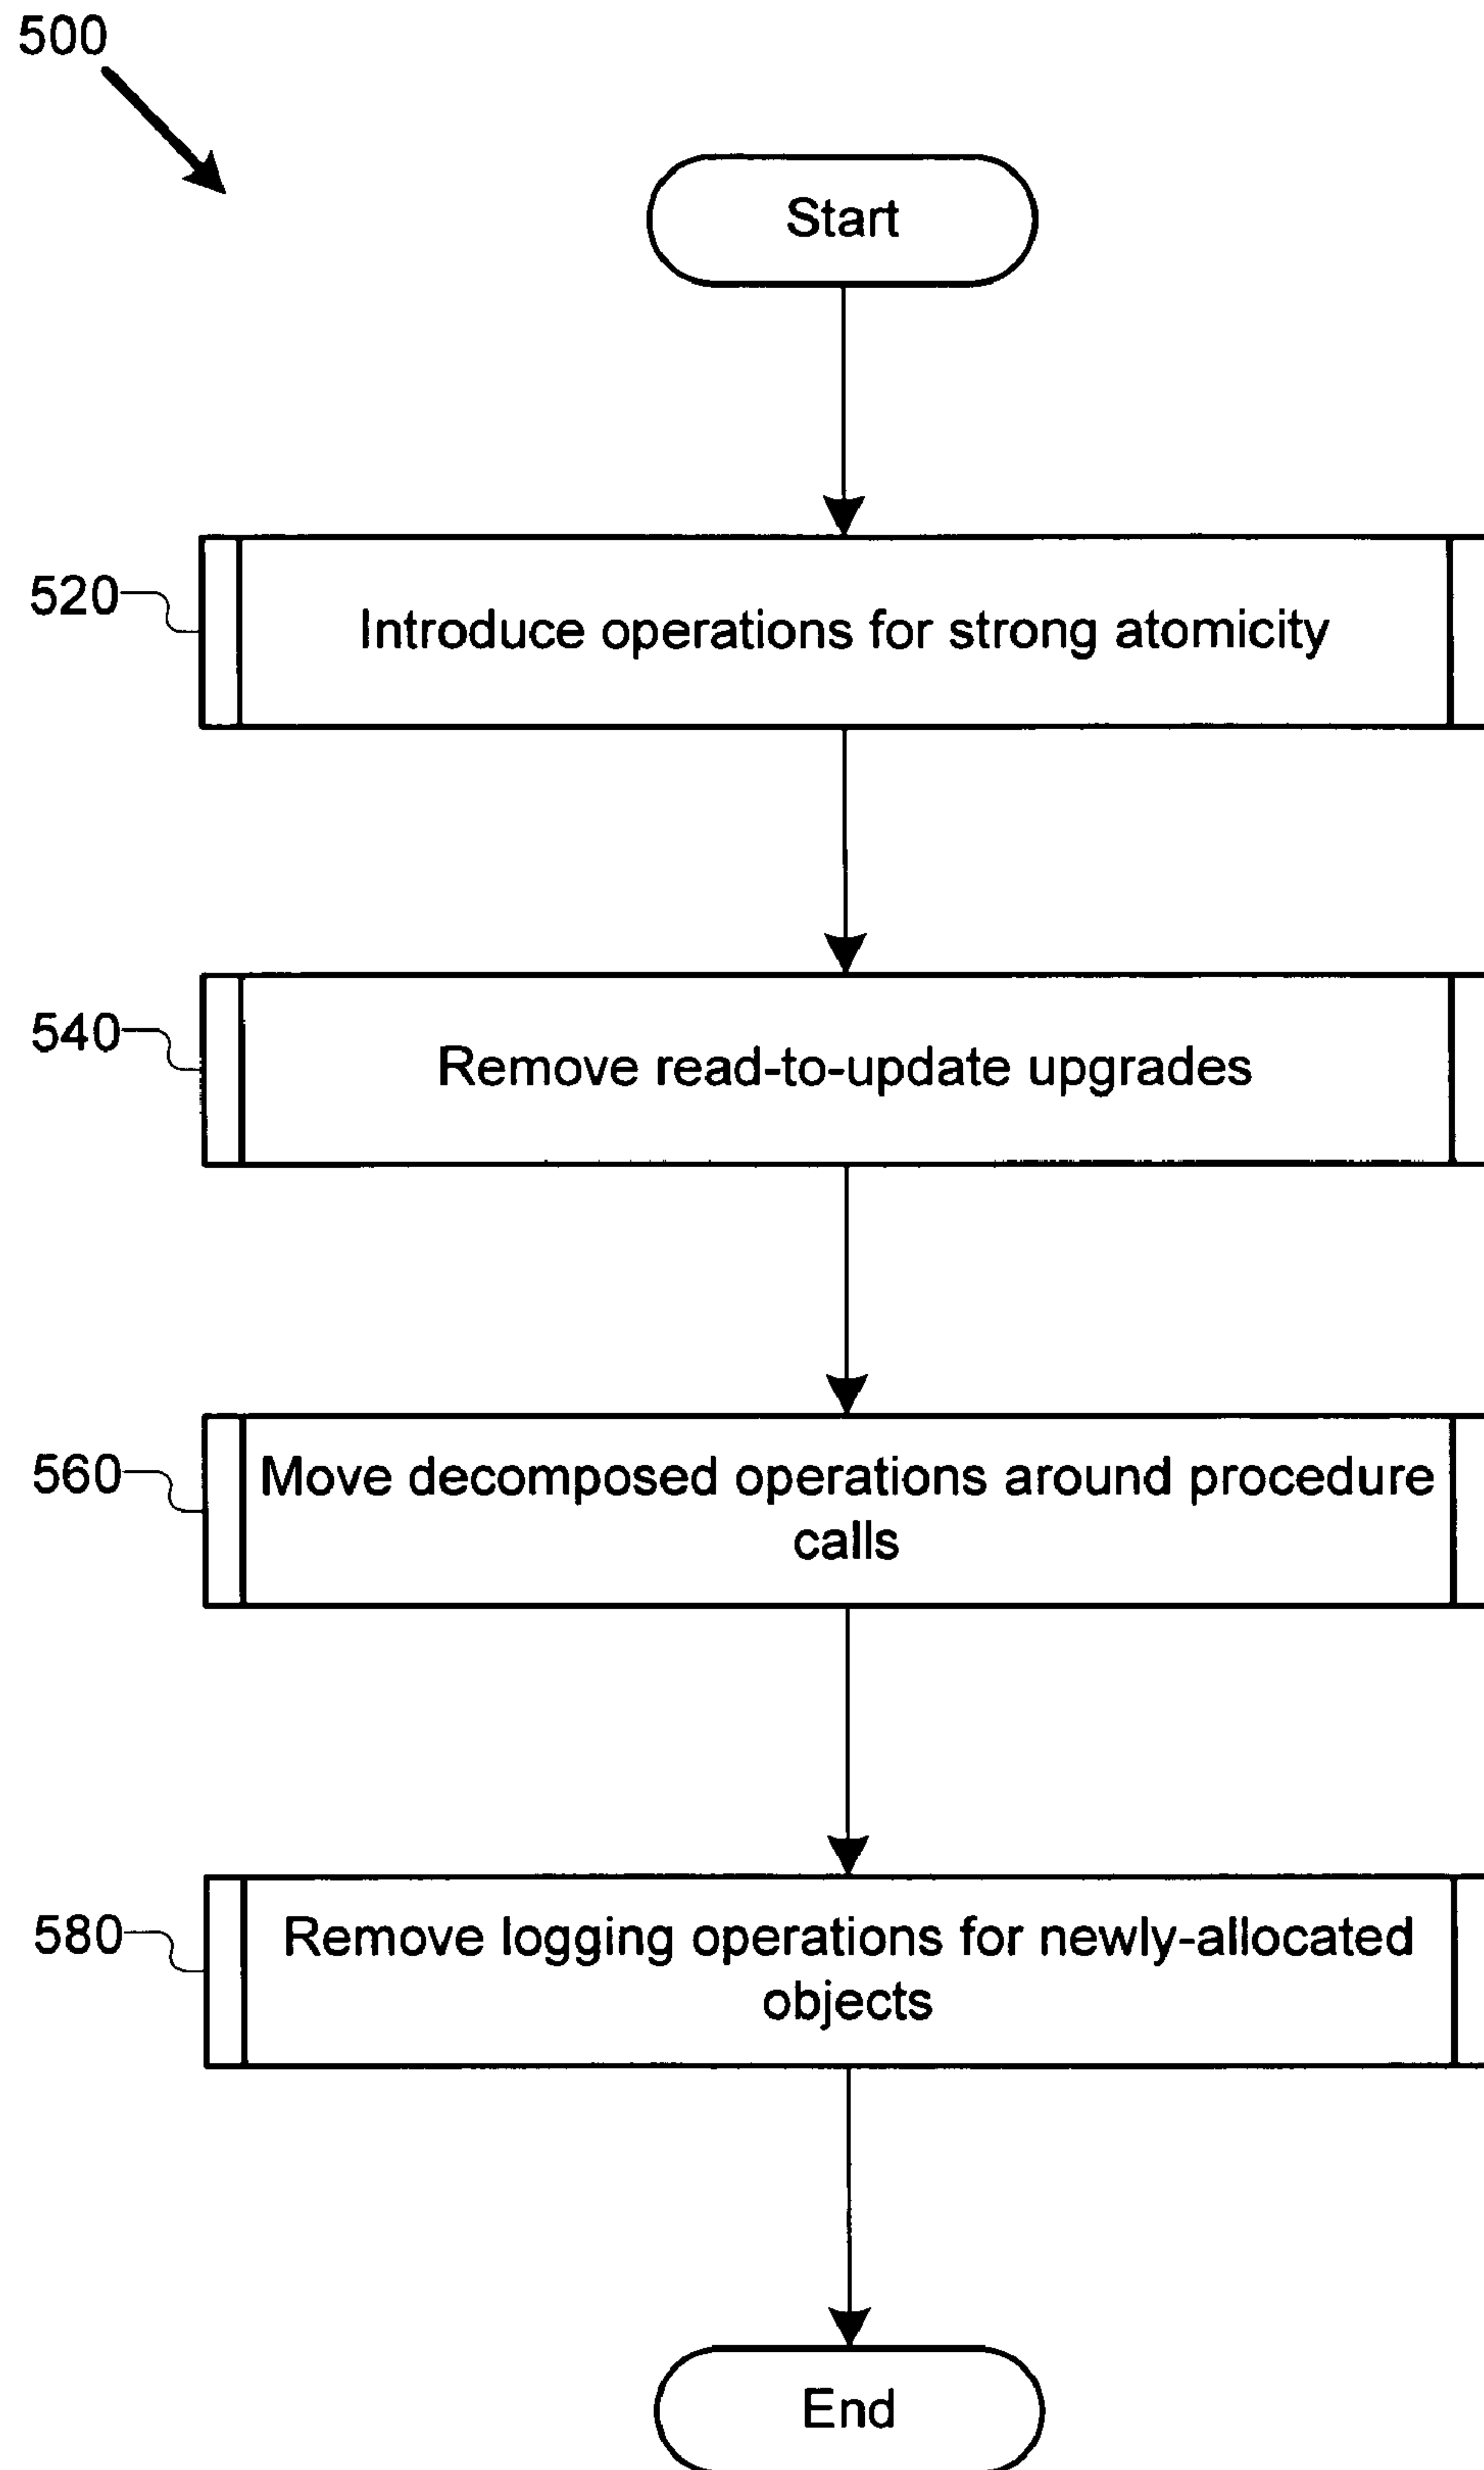 500
Start
520
Introduce operations for strong atomicity
540
Remove read-to-update upgrades
560
Move decomposed operations around procedure
calls
580
Remove logging operations for newly-allocated
objects
End